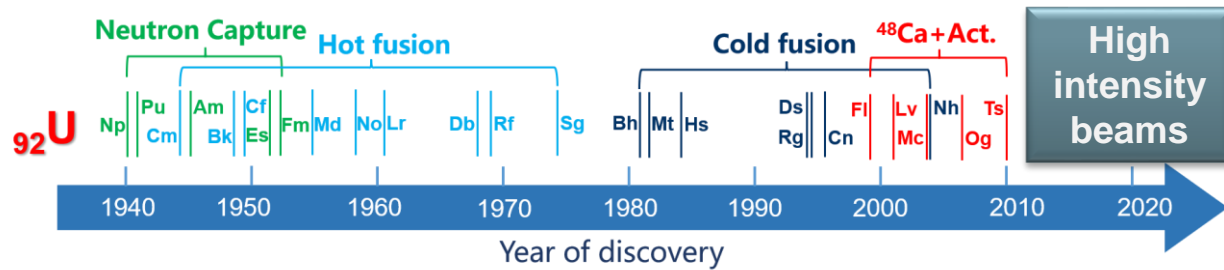 Neutron Capture
Hot fusion
Cold fusion
⁴⁸Ca+Act.
High
intensity
beams
₉₂U
Np
Pu
Cm
Am
Bk
Cf
Es
Fm
Md
No
Lr
Db
Rf
Sg
Bh
Mt
Hs
Ds
Rg
Cn
Fl
Lv
Mc
Nh
Og
Ts
1940 1950 1960 1970 1980 1990 2000 2010 2020
Year of discovery